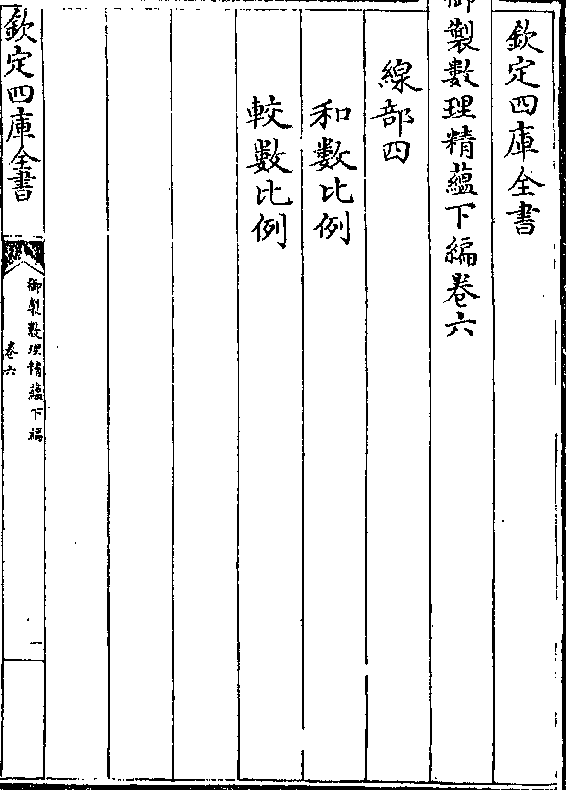 欽定四庫全書
御製數理精蘊下編卷六
線部四
和數比例
較數比例
欽定四庫全書
御製數理精蘊下編
卷六
一